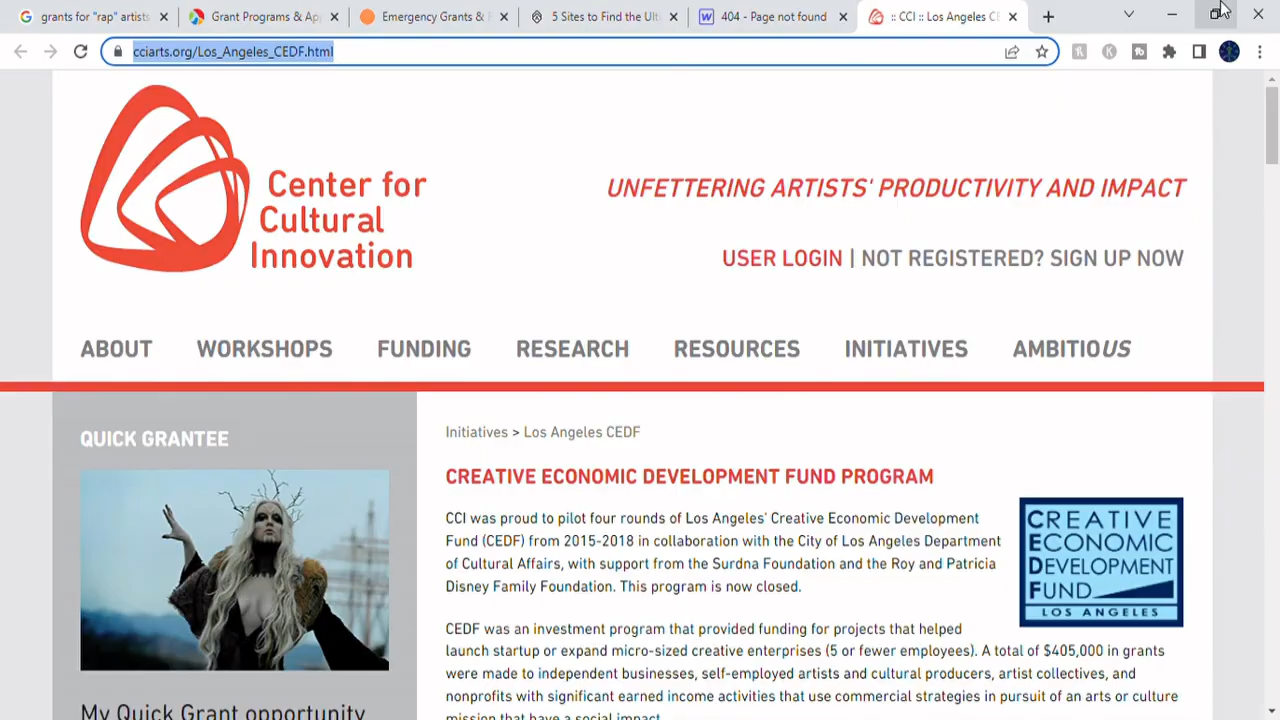 grants for "rap" artists
Grant Programs & Ap
Emergency Grants &
5 Sites to Find the Ult
404 - Page not found
:: CCI :: Los Angeles CE
cciarts.org/Los_Angeles_CEDF.html
Center for
Cultural
Innovation
UNFETTERING ARTISTS' PRODUCTIVITY AND IMPACT
USER LOGIN | NOT REGISTERED? SIGN UP NOW
ABOUT WORKSHOPS FUNDING RESEARCH RESOURCES INITIATIVES AMBITIOUS
QUICK GRANTEE
My Quick Grant opportunity
Initiatives > Los Angeles CEDF
CREATIVE ECONOMIC DEVELOPMENT FUND PROGRAM
CCI was proud to pilot four rounds of Los Angeles' Creative Economic Development
Fund (CEDF) from 2015-2018 in collaboration with the City of Los Angeles Department
of Cultural Affairs, with support from the Surdna Foundation and the Roy and Patricia
Disney Family Foundation. This program is now closed.
CREATIVE
ECONOMIC
DEVELOPMENT
FUND
LOS ANGELES
CEDF was an investment program that provided funding for projects that helped
launch startup or expand micro-sized creative enterprises (5 or fewer employees). A total of $405,000 in grants
were made to independent businesses, self-employed artists and cultural producers, artist collectives, and
nonprofits with significant earned income activities that use commercial strategies in pursuit of an arts or culture
mission that have a social impact.